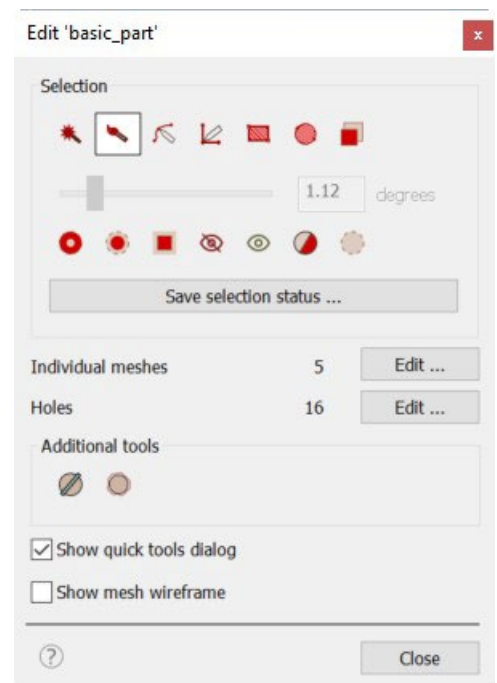 Edit 'basic_part'
x
Selection
1.12 degrees
Save selection status ...
Individual meshes 5 Edit ...
Holes 16 Edit ...
Additional tools
Show quick tools dialog
Show mesh wireframe
? Close